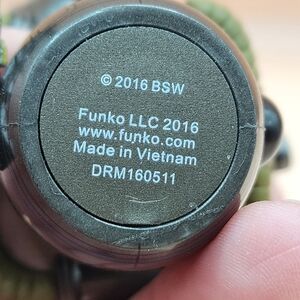 © 2016 BSW
Funko LLC 2016
www.funko.com
Made in Vietnam
DRM160511